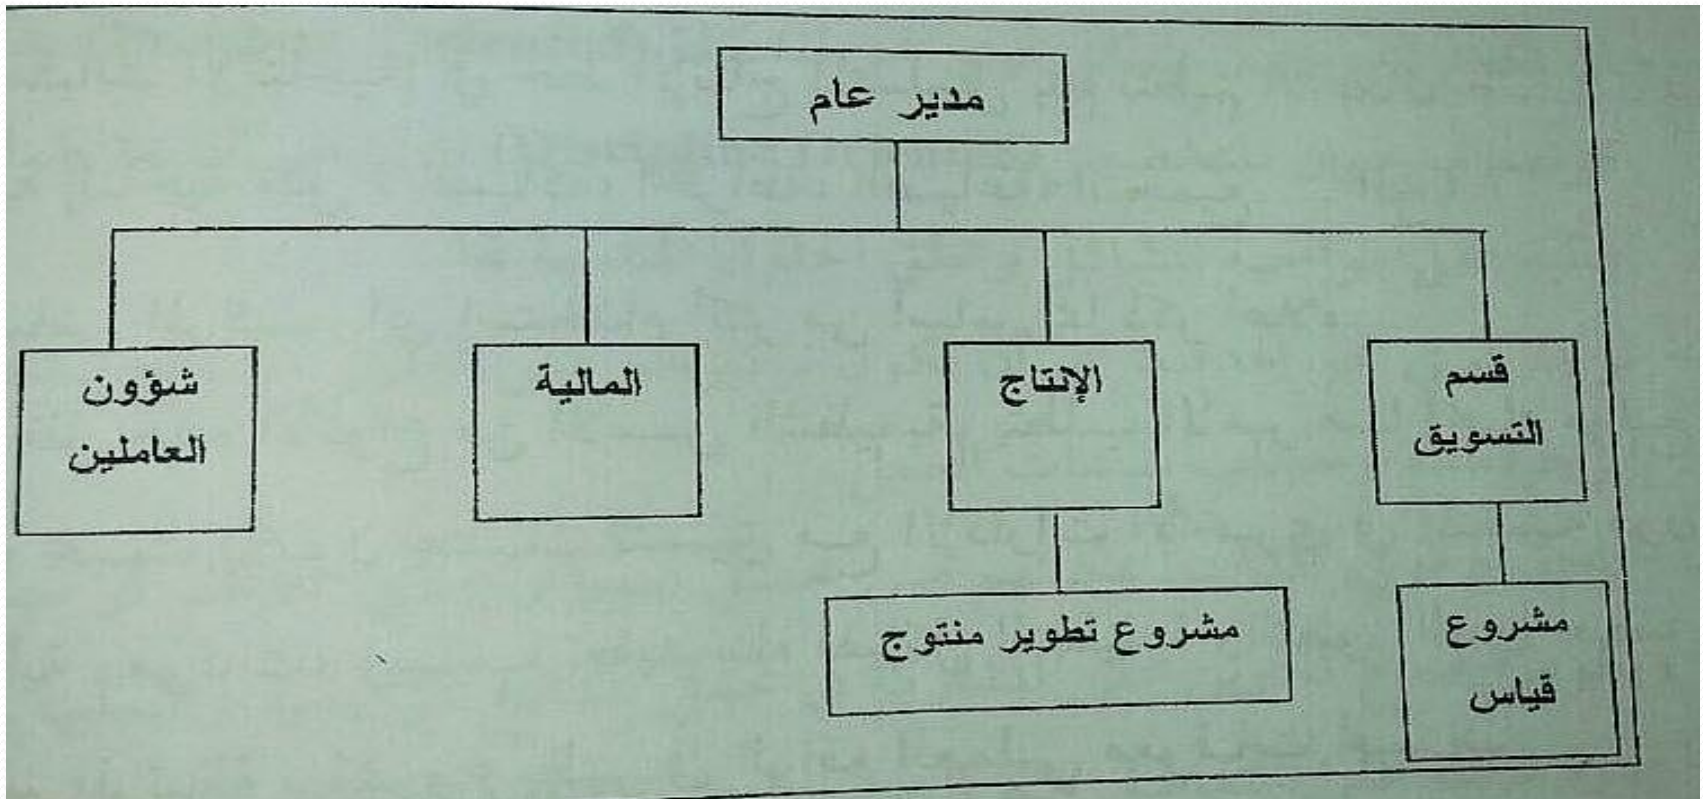 مدير عام
قسم
التسويق
الإنتاج
المالية
شؤون
العاملين
مشروع تطوير منتوج
مشروع
قياس